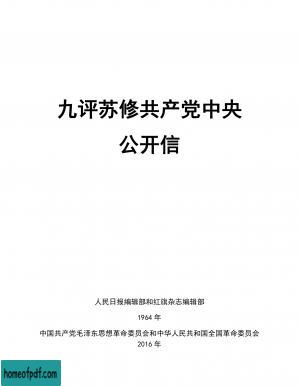 九评苏修共产党中央
公开信
人民日报编辑部和红旗杂志编辑部
1964 年
中国共产党毛泽东思想革命委员会和中华人民共和国全国革命委员会
2016 年
homeofpdf.com
homeofpdf.com